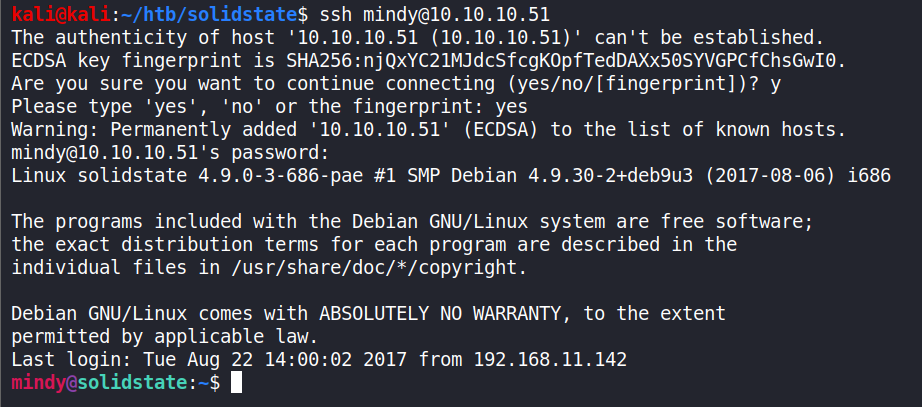 kali@kali:~/htb/solidstate$ ssh mindy@10.10.10.51
The authenticity of host '10.10.10.51 (10.10.10.51)' can't be established.
ECDSA key fingerprint is SHA256:njQxYC21MJdcSfcgKOpfTedDAXx50SYVGPCfChsGwI0.
Are you sure you want to continue connecting (yes/no/[fingerprint])? y
Please type 'yes', 'no' or the fingerprint: yes
Warning: Permanently added '10.10.10.51' (ECDSA) to the list of known hosts.
mindy@10.10.10.51's password:
Linux solidstate 4.9.0-3-686-pae #1 SMP Debian 4.9.30-2+deb9u3 (2017-08-06) i686
The programs included with the Debian GNU/Linux system are free software;
the exact distribution terms for each program are described in the
individual files in /usr/share/doc/*/copyright.
Debian GNU/Linux comes with ABSOLUTELY NO WARRANTY, to the extent
permitted by applicable law.
Last login: Tue Aug 22 14:00:02 2017 from 192.168.11.142
mindy@solidstate:~$